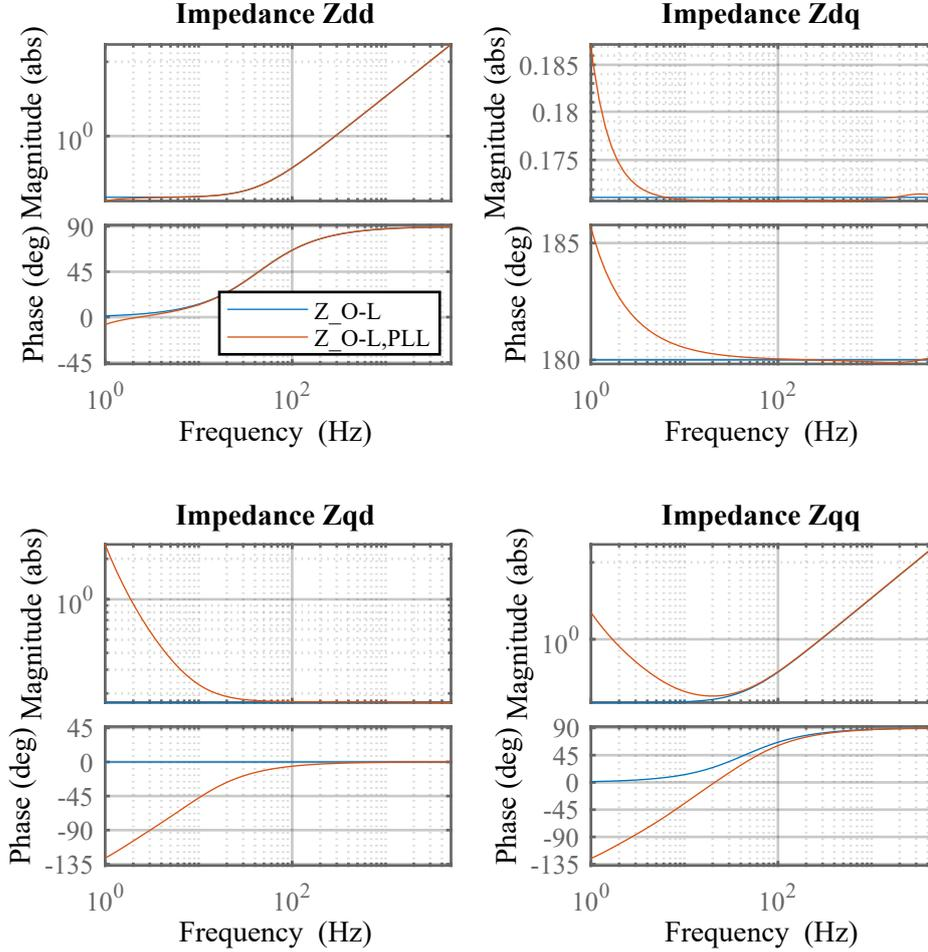 Impedance Zdd
Magnitude (abs)
10^0
Phase (deg)
90
45
0
-45
Z_O-L
Z_O-L,PLL
10^0
10^2
Frequency (Hz)
Impedance Zdq
Magnitude (abs)
0.185
0.18
0.175
Phase (deg)
185
180
10^0
10^2
Frequency (Hz)
Impedance Zqd
Magnitude (abs)
10^0
Phase (deg)
45
0
-45
-90
-135
10^0
10^2
Frequency (Hz)
Impedance Zqq
Magnitude (abs)
10^0
Phase (deg)
90
45
0
-45
-90
-135
10^0
10^2
Frequency (Hz)